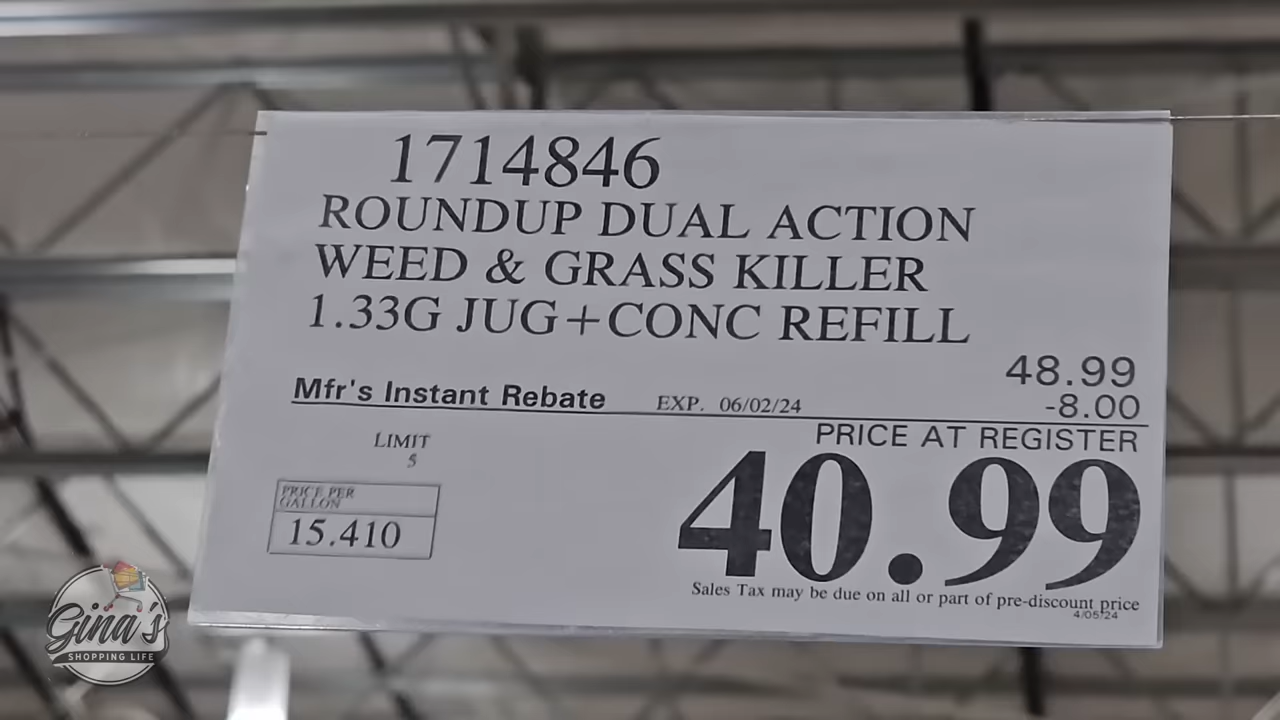 1714846
ROUNDUP DUAL ACTION
WEED & GRASS KILLER
1.33G JUG+CONC REFILL
48.99
Mfr's Instant Rebate EXP. 06/02/24 -8.00
PRICE AT REGISTER
LIMIT
5
40.99
PRICE PER
GALLON
15.410
Sales Tax may be due on all or part of pre-discount price
4/05/24
Gina's
SHOPPING LIFE